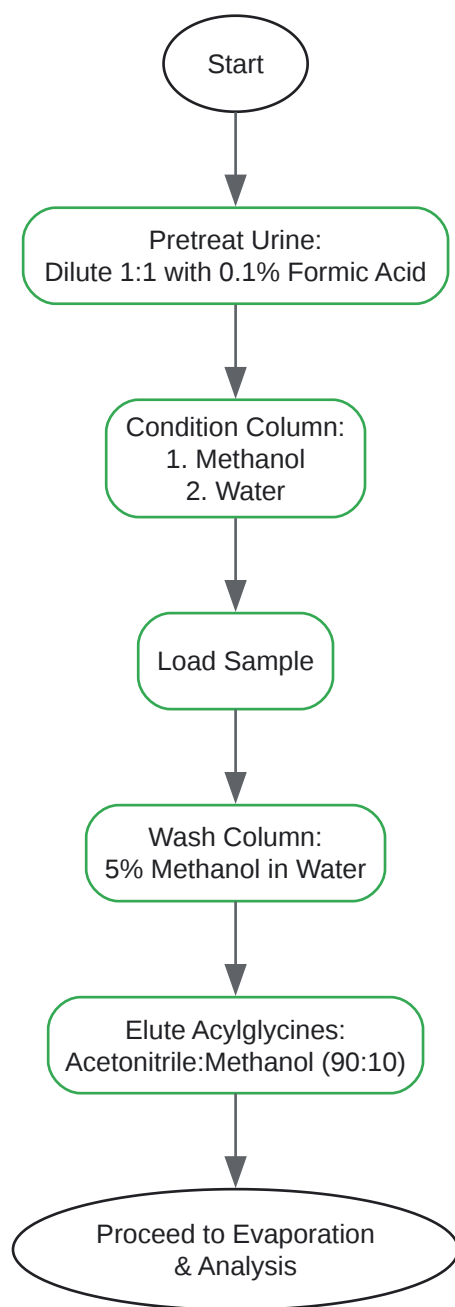 Start
Pretreat Urine:
Dilute 1:1 with 0.1% Formic Acid
Condition Column:
1. Methanol
2. Water
Load Sample
Wash Column:
5% Methanol in Water
Elute Acylglycines:
Acetonitrile:Methanol (90:10)
Proceed to Evaporation
& Analysis